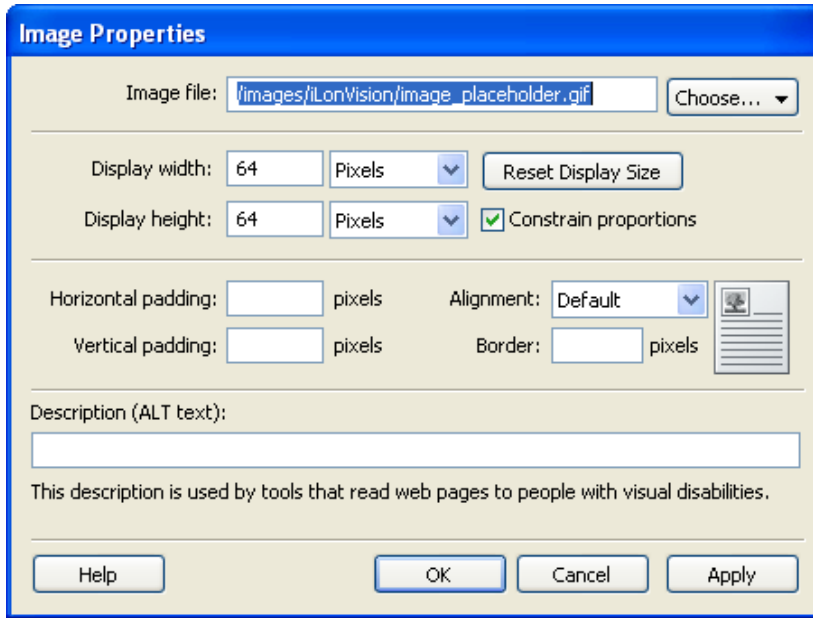 Image Properties
Image file: /images/iLonVision/image_placeholder.gif Choose...
Display width: 64 Pixels Reset Display Size
Display height: 64 Pixels Constrain proportions
Horizontal padding: pixels Alignment: Default
Vertical padding: pixels Border: pixels
Description (ALT text):
This description is used by tools that read web pages to people with visual disabilities.
Help OK Cancel Apply